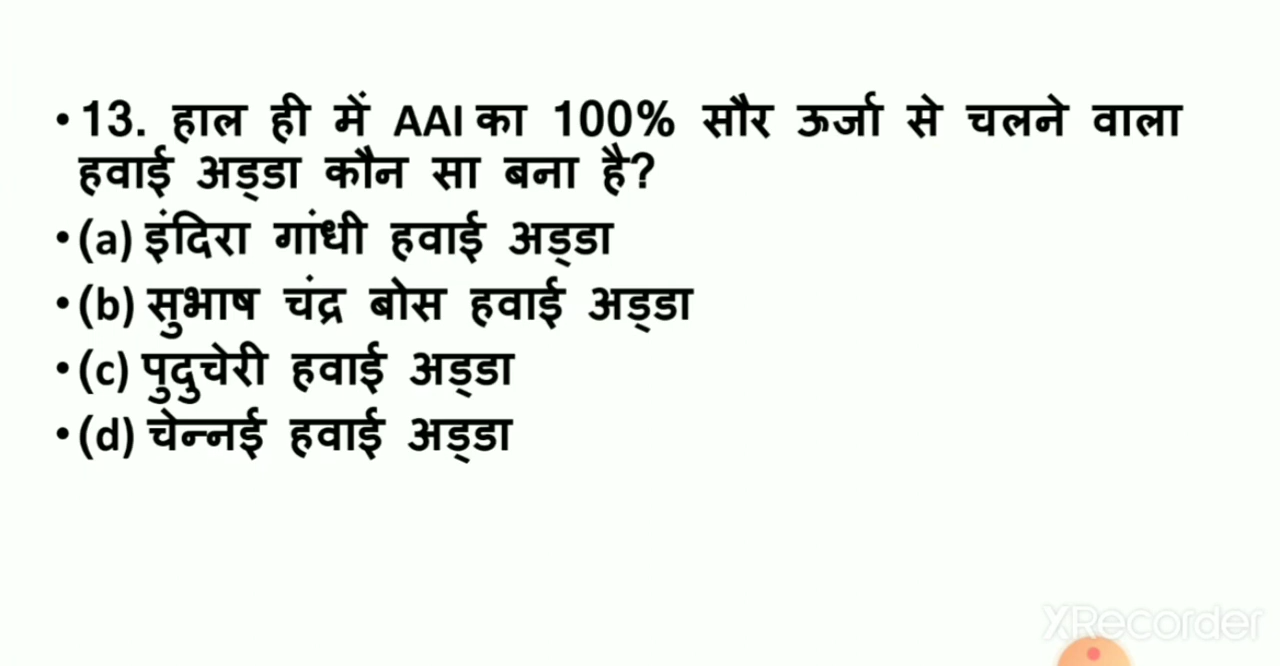 • 13. हाल ही में AAI का 100% सौर ऊर्जा से चलने वाला
हवाई अड्डा कौन सा बना है?
• (a) इंदिरा गांधी हवाई अड्डा
• (b) सुभाष चंद्र बोस हवाई अड्डा
• (c) पुदुचेरी हवाई अड्डा
• (d) चेन्नई हवाई अड्डा
XRecorder